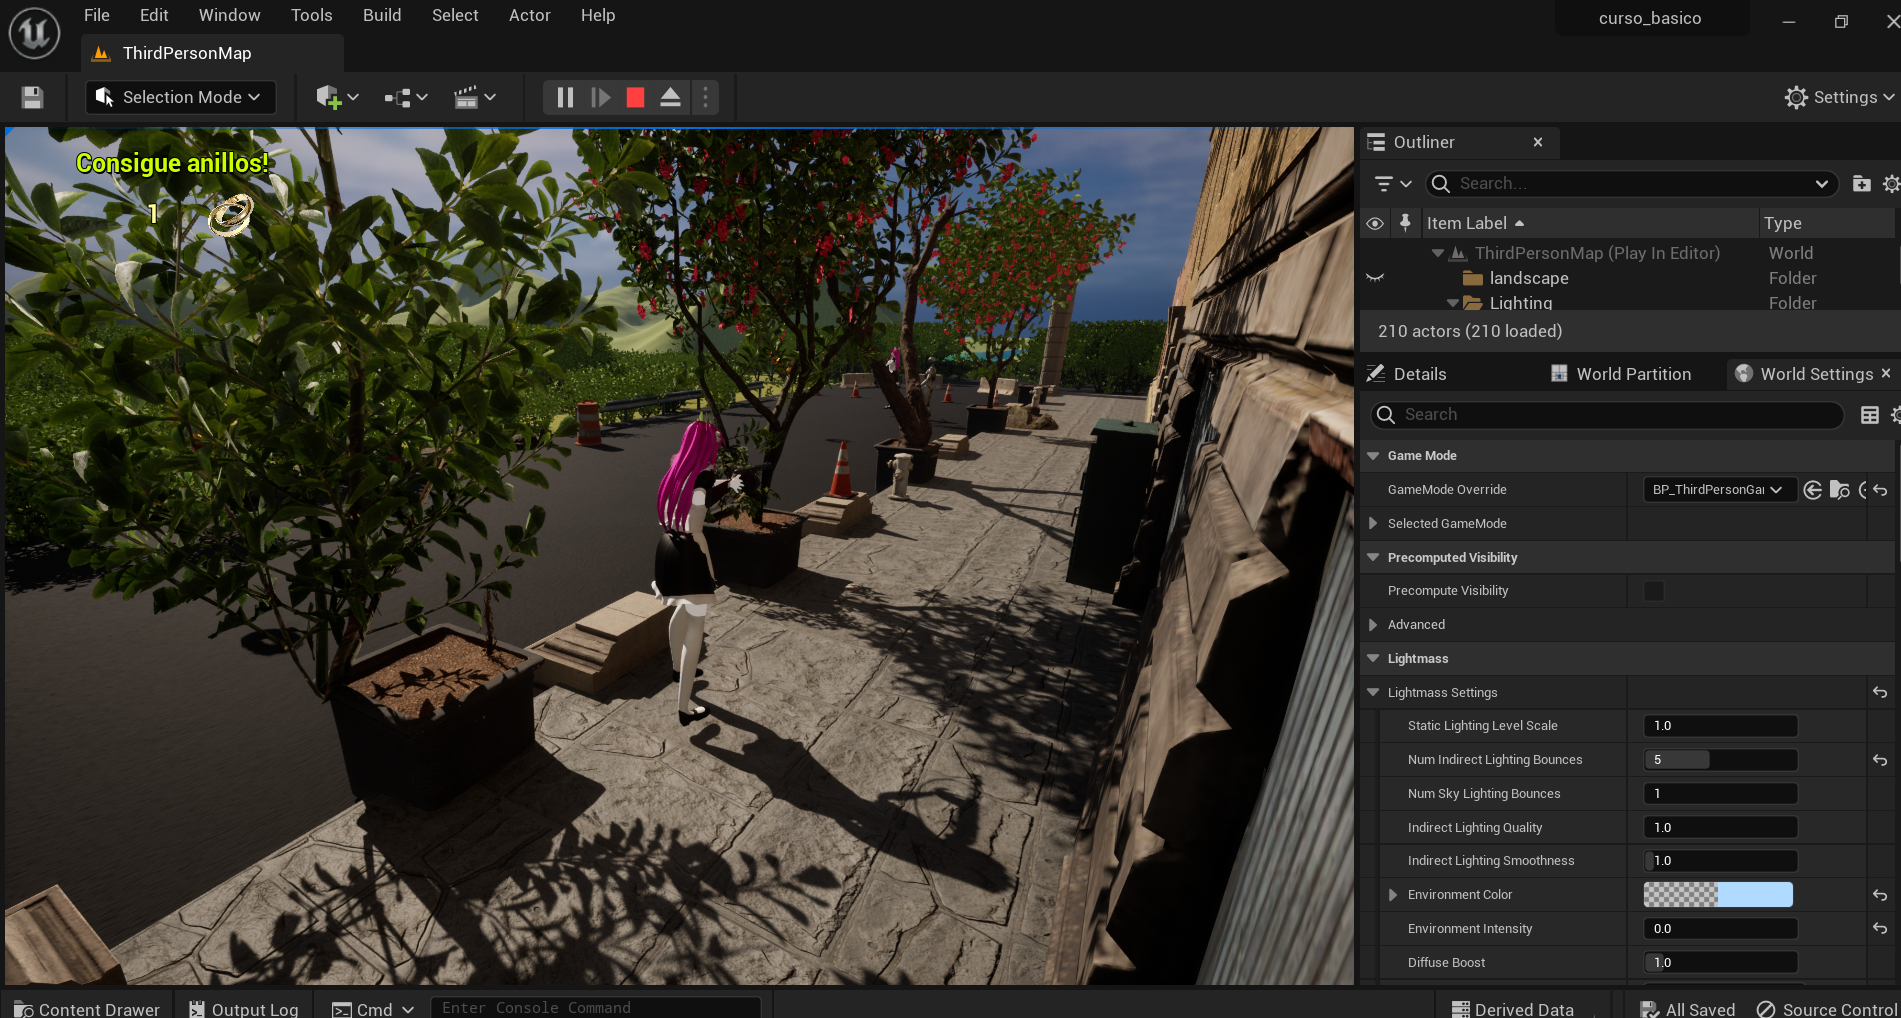 File Edit Window Tools Build Select Actor Help
curso_basico
ThirdPersonMap
Selection Mode
Settings
Consigue anillos!
1
Outliner
Search...
Item Label Type
ThirdPersonMap (Play In Editor) World
landscape Folder
Lighting Folder
210 actors (210 loaded)
Details World Partition World Settings
Search
Game Mode
GameMode Override BP_ThirdPersonGa
Selected GameMode
Precomputed Visibility
Precompute Visibility
Advanced
Lightmass
Lightmass Settings
Static Lighting Level Scale 1.0
Num Indirect Lighting Bounces 5
Num Sky Lighting Bounces 1
Indirect Lighting Quality 1.0
Indirect Lighting Smoothness 1.0
Environment Color
Environment Intensity 0.0
Diffuse Boost 1.0
Content Drawer Output Log Cmd Enter Console Command Derived Data All Saved Source Control